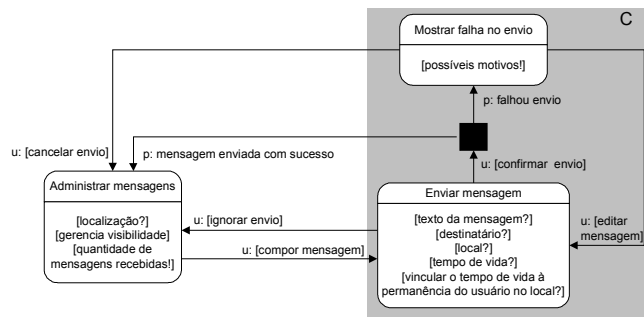 C
Mostrar falha no envio
[possíveis motivos!]
p: falhou envio
u: [cancelar envio]
p: mensagem enviada com sucesso
u: [confirmar envio]
Administrar mensagens
[localização?]
[gerencia visibilidade]
[quantidade de
mensagens recebidas!]
u: [ignorar envio]
u: [compor mensagem]
Enviar mensagem
[texto da mensagem?]
[destinatário?]
[local?]
[tempo de vida?]
[vincular o tempo de vida à
permanência do usuário no local?]
u: [editar
mensagem]